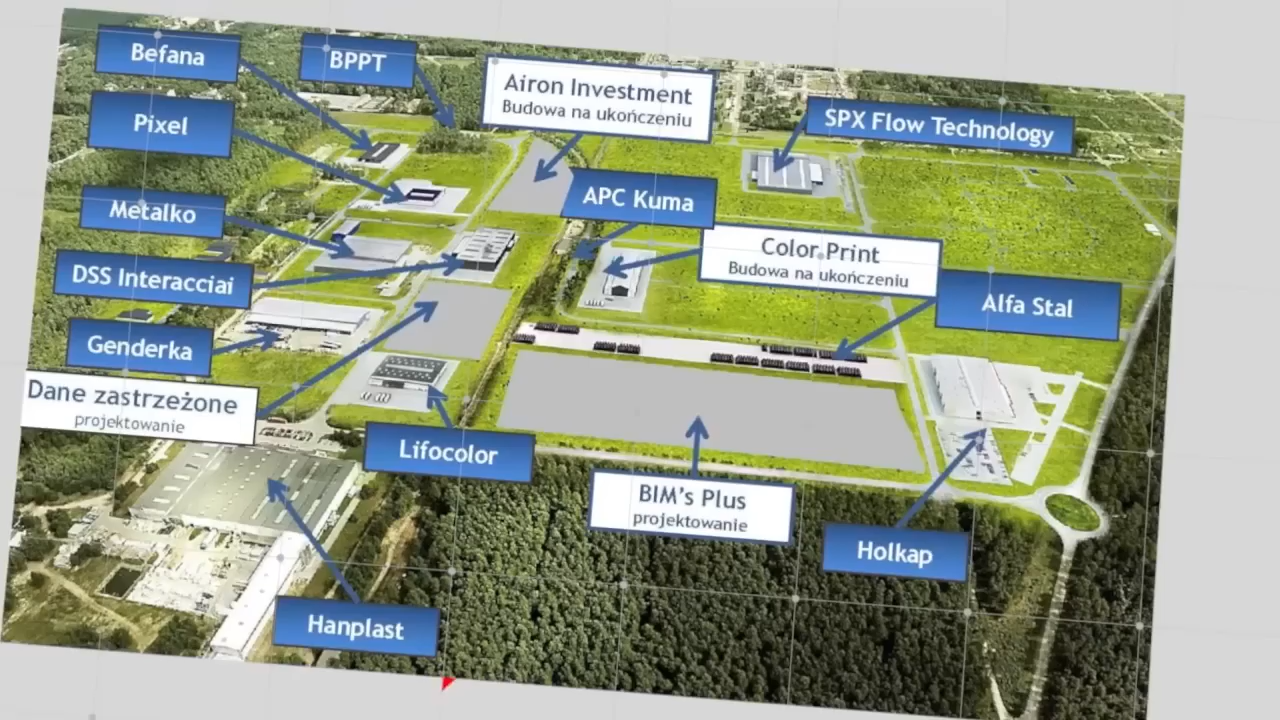 Befana
BPPT
Airon Investment
Budowa na ukończeniu
SPX Flow Technology
Pixel
APC Kuma
Metalko
Color Print
Budowa na ukończeniu
DSS Interacciai
Alfa Stal
Genderka
Dane zastrzeżone
projektowanie
Lifocolor
BIM's Plus
projektowanie
Holkap
Hanplast